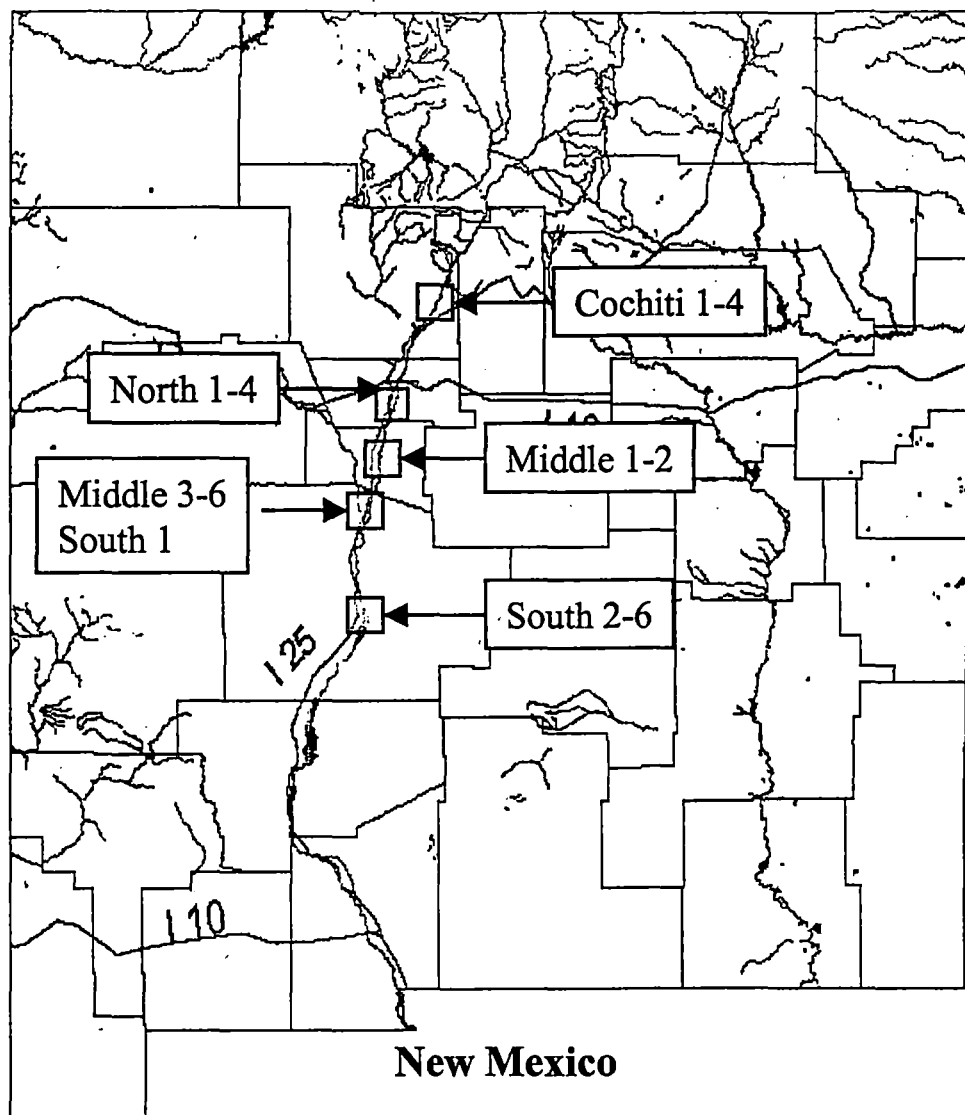 Cochiti 1-4
North 1-4
Middle 1-2
Middle 3-6
South 1
South 2-6
I 25
I 10
New Mexico